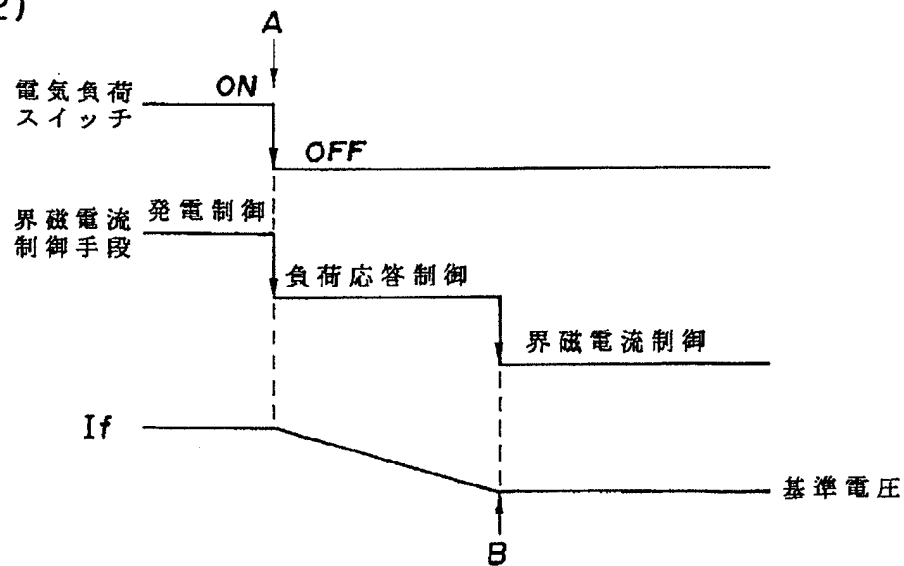 2)
A
電気負荷
スイッチ
ON
OFF
界磁電流
制御手段
発電制御
負荷応答制御
界磁電流制御
If
基準電圧
B